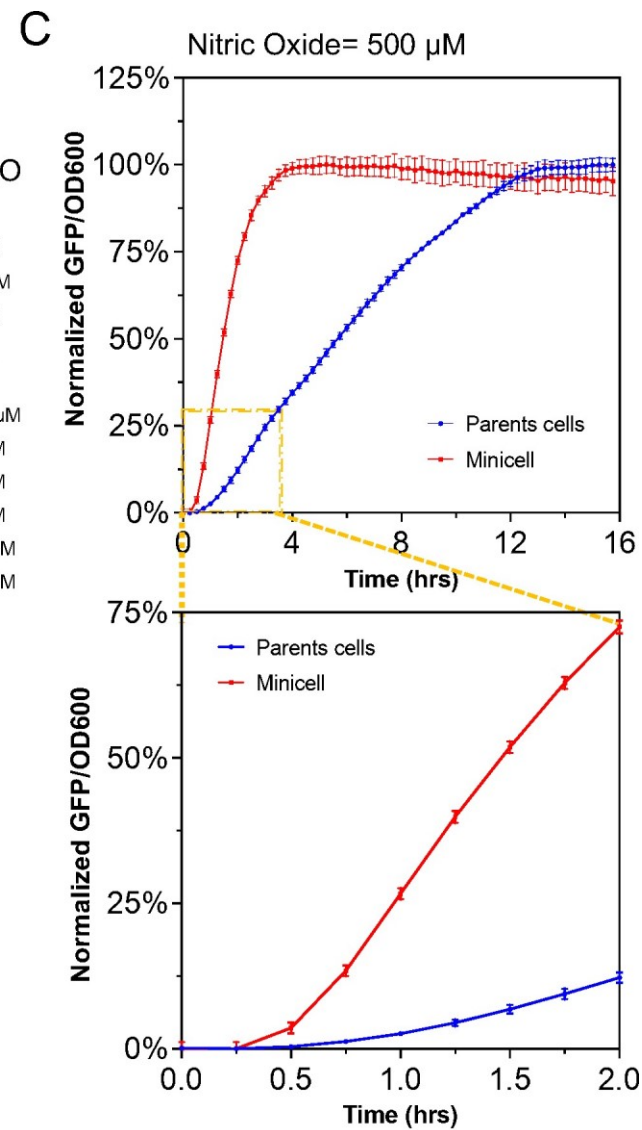 C
Nitric Oxide= 500 µM
O
M
µM
M
M
M
M
M
125%
100%
75%
50%
25%
0%
Normalized GFP/OD600
Parents cells
Minicell
0 4 8 12 16
Time (hrs)
75%
50%
25%
0%
Normalized GFP/OD600
Parents cells
Minicell
0.0 0.5 1.0 1.5 2.0
Time (hrs)